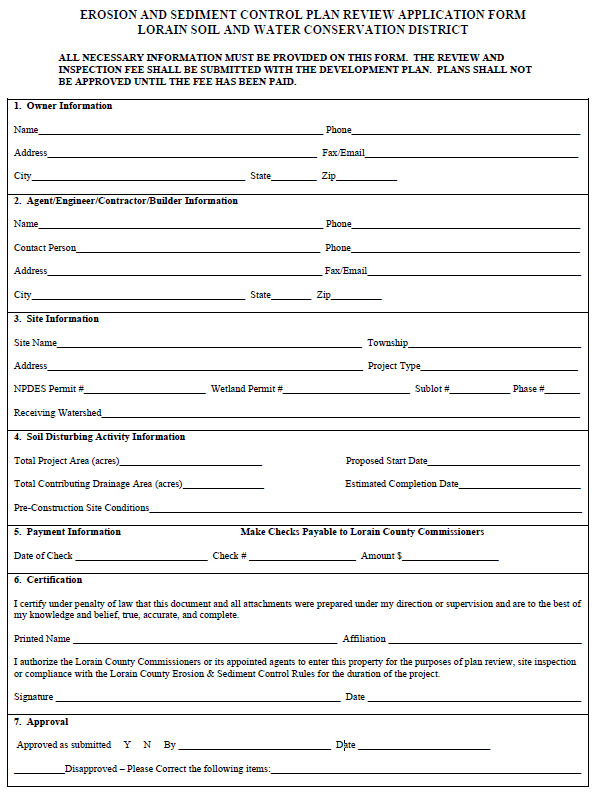 EROSION AND SEDIMENT CONTROL PLAN REVIEW APPLICATION FORM
LORAIN SOIL AND WATER CONSERVATION DISTRICT
ALL NECESSARY INFORMATION MUST BE PROVIDED ON THIS FORM. THE REVIEW AND
INSPECTION FEE SHALL BE SUBMITTED WITH THE DEVELOPMENT PLAN. PLANS SHALL NOT
BE APPROVED UNTIL THE FEE HAS BEEN PAID.
1. Owner Information
Name Phone
Address Fax/Email
City State Zip
2. Agent/Engineer/Contractor/Builder Information
Name Phone
Contact Person Phone
Address Fax/Email
City State Zip
3. Site Information
Site Name Township
Address Project Type
NPDES Permit # Wetland Permit # Sublot # Phase #
Receiving Watershed
4. Soil Disturbing Activity Information
Total Project Area (acres) Proposed Start Date
Total Contributing Drainage Area (acres) Estimated Completion Date
Pre-Construction Site Conditions
5. Payment Information Make Checks Payable to Lorain County Commissioners
Date of Check Check # Amount $
6. Certification
I certify under penalty of law that this document and all attachments were prepared under my direction or supervision and are to the best of
my knowledge and belief, true, accurate, and complete.
Printed Name Affiliation
I authorize the Lorain County Commissioners or its appointed agents to enter this property for the purposes of plan review, site inspection
or compliance with the Lorain County Erosion & Sediment Control Rules for the duration of the project.
Signature Date
7. Approval
Approved as submitted Y N By Date
Disapproved – Please Correct the following items: